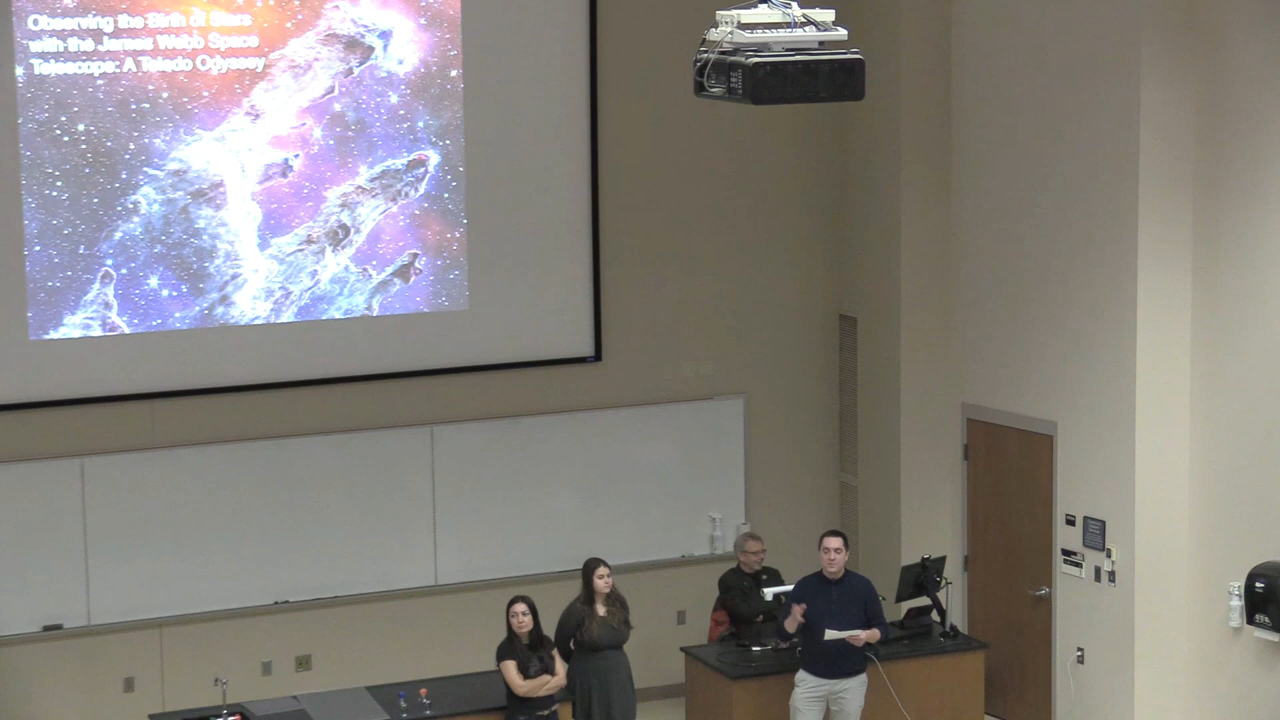 Observing the Birth of Stars
with the James Webb Space
Telescope: A Toledo Odyssey